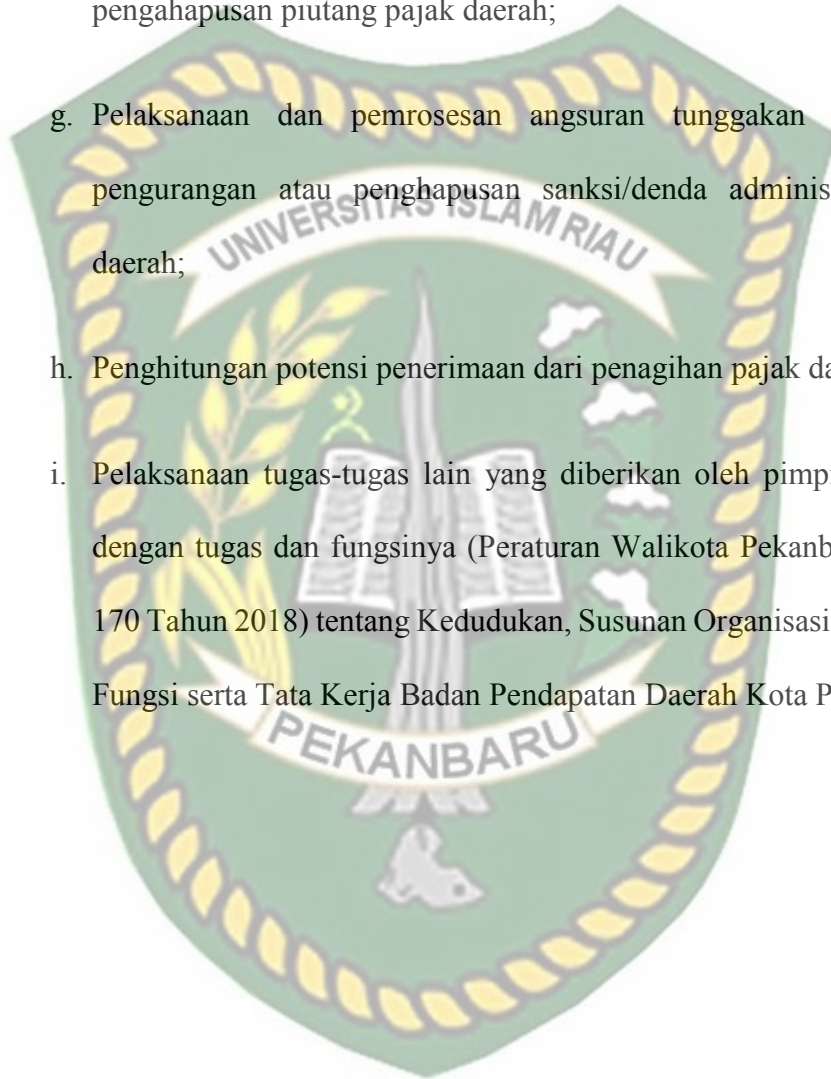 pengahapusan piutang pajak daerah;
g. Pelaksanaan dan pemrosesan angsuran tunggakan
pengurangan atau penghapusan sanksi/denda adminis
UNIVERSITAS ISLAM RIAU
daerah;
h. Penghitungan potensi penerimaan dari penagihan pajak da
i. Pelaksanaan tugas-tugas lain yang diberikan oleh pimp
dengan tugas dan fungsinya (Peraturan Walikota Pekanb
170 Tahun 2018) tentang Kedudukan, Susunan Organisasi
Fungsi serta Tata Kerja Badan Pendapatan Daerah Kota P
PEKANBARU